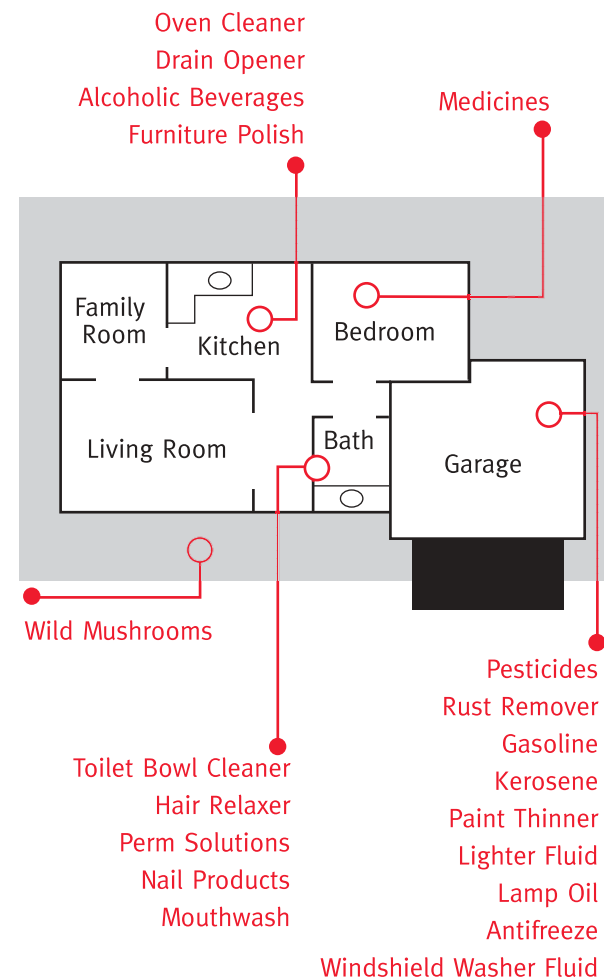 Oven Cleaner
Drain Opener
Alcoholic Beverages
Furniture Polish
Medicines
Family
Room
Kitchen
Bedroom
Living Room
Bath
Garage
Wild Mushrooms
Toilet Bowl Cleaner
Hair Relaxer
Perm Solutions
Nail Products
Mouthwash
Pesticides
Rust Remover
Gasoline
Kerosene
Paint Thinner
Lighter Fluid
Lamp Oil
Antifreeze
Windshield Washer Fluid